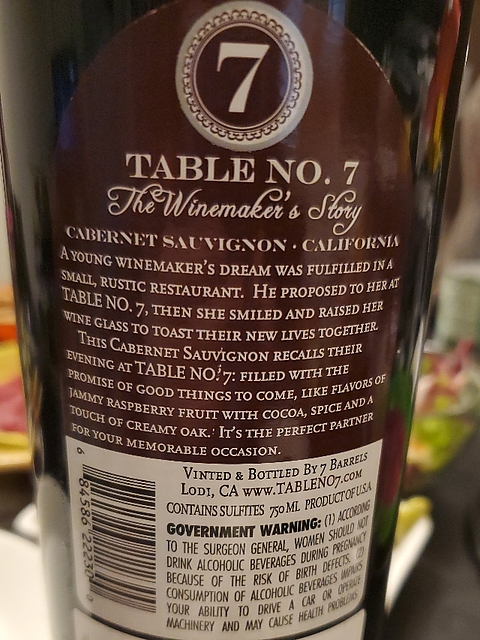 7
TABLE NO. 7
The Winemaker's Story
CABERNET SAUVIGNON · CALIFORNIA
A YOUNG WINEMAKER'S DREAM WAS FULFILLED IN A
SMALL, RUSTIC RESTAURANT. HE PROPOSED TO HER AT
TABLE NO. 7, THEN SHE SMILED AND RAISED HER
WINE GLASS TO TOAST THEIR NEW LIVES TOGETHER.
THIS CABERNET SAUVIGNON RECALLS THEIR
EVENING AT TABLE NO. 7: FILLED WITH THE
PROMISE OF GOOD THINGS TO COME, LIKE FLAVORS OF
JAMMY RASPBERRY FRUIT WITH COCOA, SPICE AND A
TOUCH OF CREAMY OAK. IT'S THE PERFECT PARTNER
FOR YOUR MEMORABLE OCCASION.
VINTED & BOTTLED BY 7 BARRELS
LODI, CA WWW.TABLENO7.COM
CONTAINS SULFITES 750 ML PRODUCT OF U.S.A.
GOVERNMENT WARNING: (1) ACCORDING
TO THE SURGEON GENERAL, WOMEN SHOULD NOT
DRINK ALCOHOLIC BEVERAGES DURING PREGNANCY
BECAUSE OF THE RISK OF BIRTH DEFECTS. (2)
CONSUMPTION OF ALCOHOLIC BEVERAGES IMPAIRS
YOUR ABILITY TO DRIVE A CAR OR OPERATE
MACHINERY AND MAY CAUSE HEALTH PROBLEMS.
6 84586 22230 0